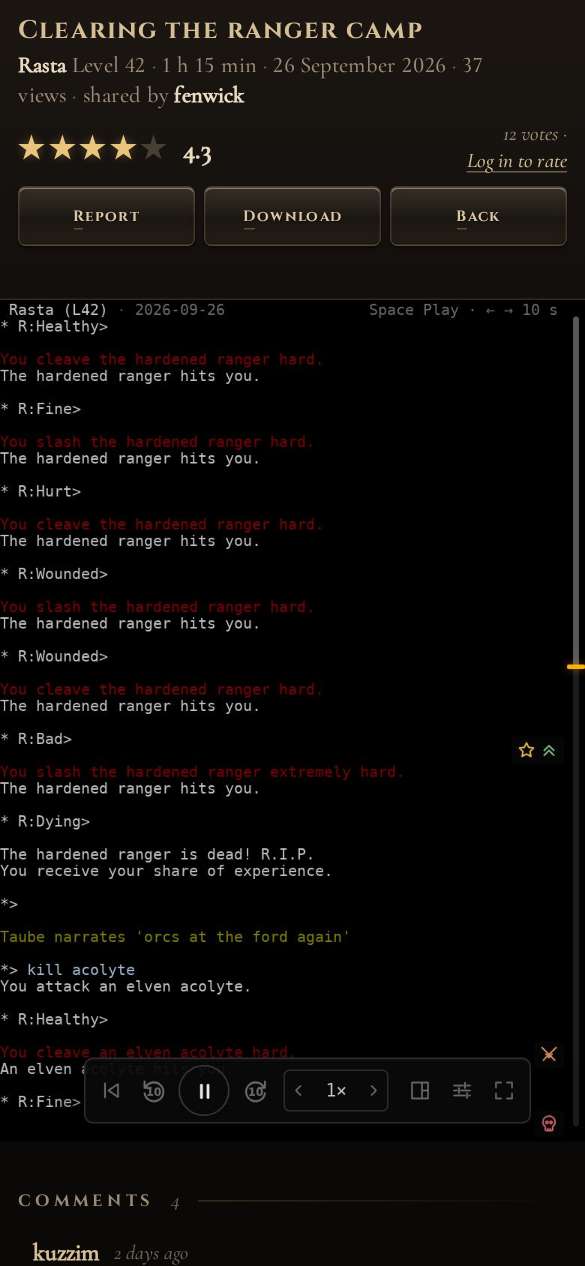 Clearing the ranger camp
Rasta Level 42 · 1 h 15 min · 26 September 2026 · 37
views · shared by fenwick
4.3
12 votes ·
Log in to rate
Report
Download
Back
Rasta (L42) · 2026-09-26
Space Play · ← → 10 s
* R:Healthy>
You cleave the hardened ranger hard.
The hardened ranger hits you.
* R:Fine>
You slash the hardened ranger hard.
The hardened ranger hits you.
* R:Hurt>
You cleave the hardened ranger hard.
The hardened ranger hits you.
* R:Wounded>
You slash the hardened ranger hard.
The hardened ranger hits you.
* R:Wounded>
You cleave the hardened ranger hard.
The hardened ranger hits you.
* R:Bad>
You slash the hardened ranger extremely hard.
The hardened ranger hits you.
* R:Dying>
The hardened ranger is dead! R.I.P.
You receive your share of experience.
*>
Taube narrates 'orcs at the ford again'
*> kill acolyte
You attack an elven acolyte.
* R:Healthy>
You cleave an elven acolyte hard.
An elven acolyte hits you.
* R:Fine>
10
10
1×
Comments 4
kuzzim 2 days ago